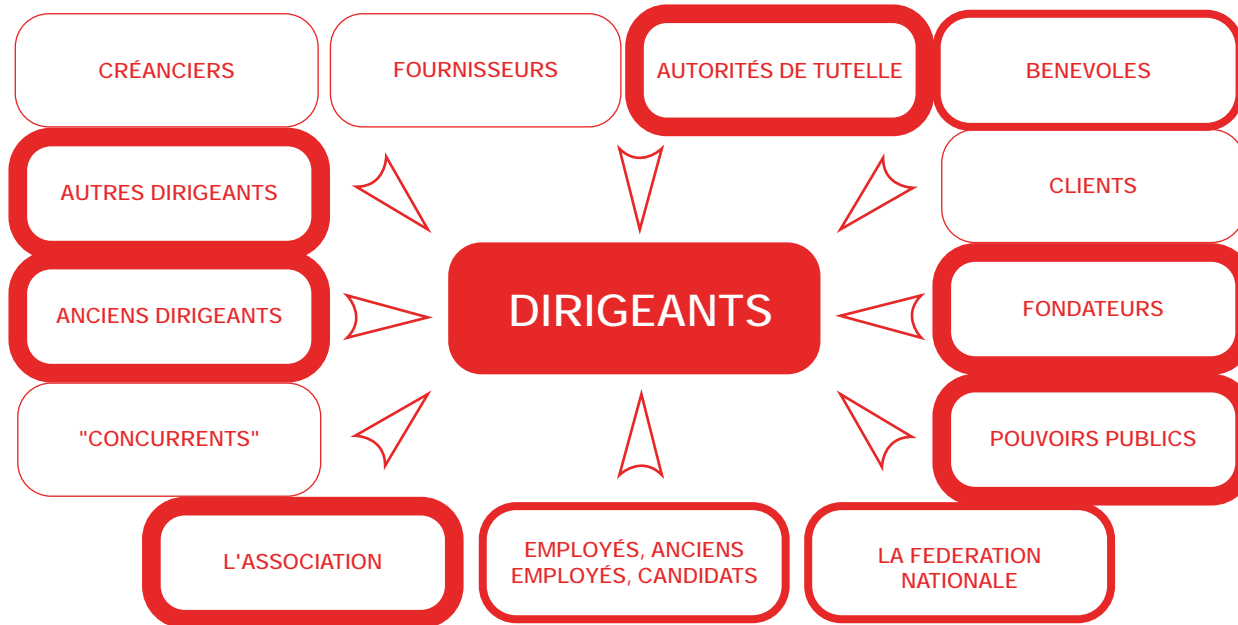 CRÉANCIERS
FOURNISSEURS
AUTORITÉS DE TUTELLE
BENEVOLES
AUTRES DIRIGEANTS
CLIENTS
ANCIENS DIRIGEANTS
DIRIGEANTS
FONDATEURS
"CONCURRENTS"
POUVOIRS PUBLICS
L'ASSOCIATION
EMPLOYÉS, ANCIENS
EMPLOYÉS, CANDIDATS
LA FEDERATION
NATIONALE